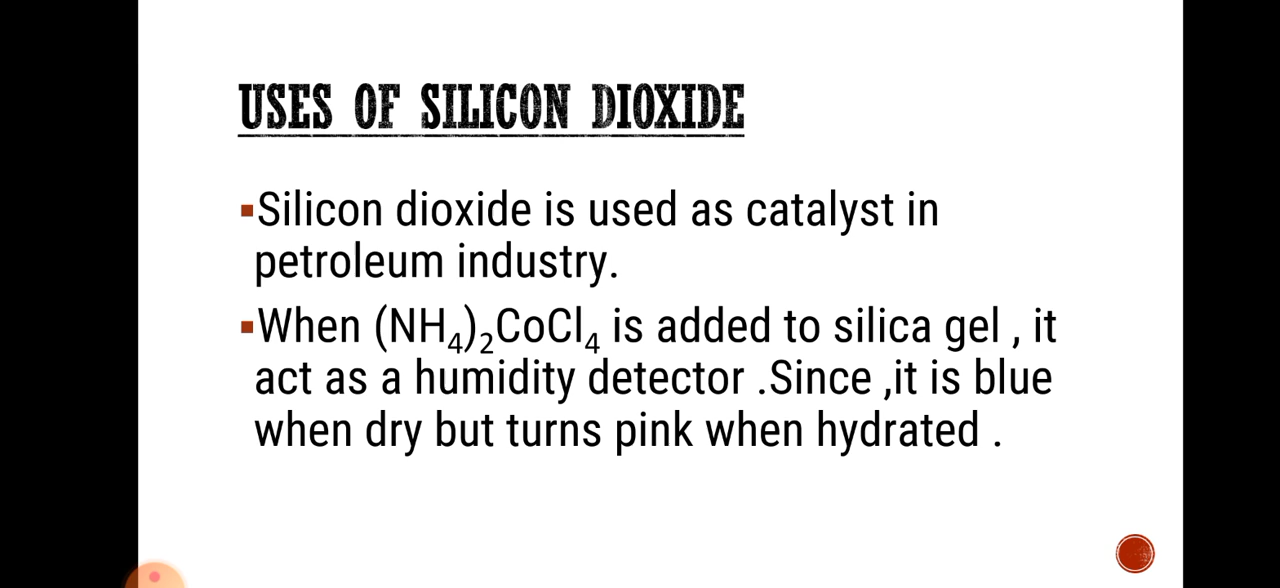 USES OF SILICON DIOXIDE
▪Silicon dioxide is used as catalyst in
petroleum industry.
▪When (NH₄)₂CoCl₄ is added to silica gel , it
act as a humidity detector .Since ,it is blue
when dry but turns pink when hydrated .